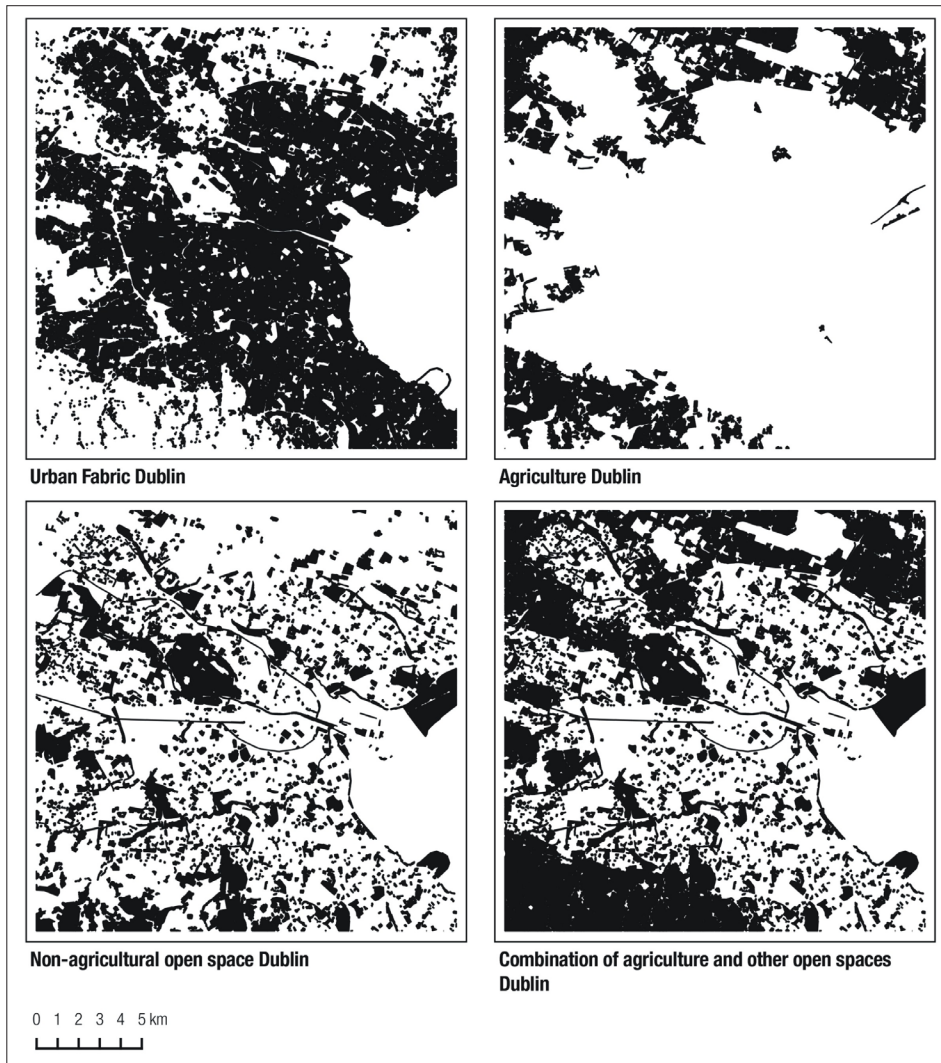 Urban Fabric Dublin
Agriculture Dublin
Non-agricultural open space Dublin
Combination of agriculture and other open spaces
Dublin
0 1 2 3 4 5 km